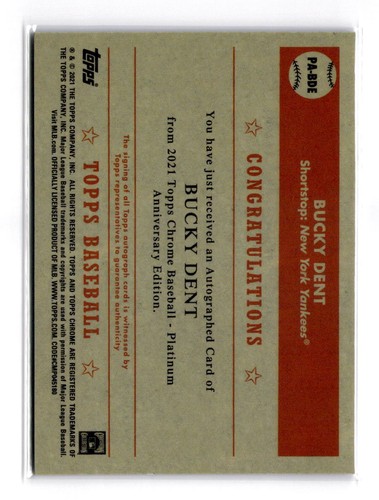 PA-BDE
BUCKY DENT
Shortstop: New York Yankees®
☆ CONGRATULATIONS ☆
You have just received an Autographed Card of
BUCKY DENT
from 2021 Topps Chrome Baseball - Platinum
Anniversary Edition.
The signing of all Topps autograph cards is witnessed by
Topps representatives to guarantee authenticity.
☆ TOPPS BASEBALL ☆
topps
® & © 2021 THE TOPPS COMPANY, INC. ALL RIGHTS RESERVED. TOPPS AND TOPPS CHROME ARE REGISTERED TRADEMARKS OF
THE TOPPS COMPANY, INC. Major League Baseball trademarks and copyrights are used with permission of Major League Baseball.
Visit MLB.com. OFFICIALLY LICENSED PRODUCT OF MLB. WWW.TOPPS.COM. CODE#CMP045190